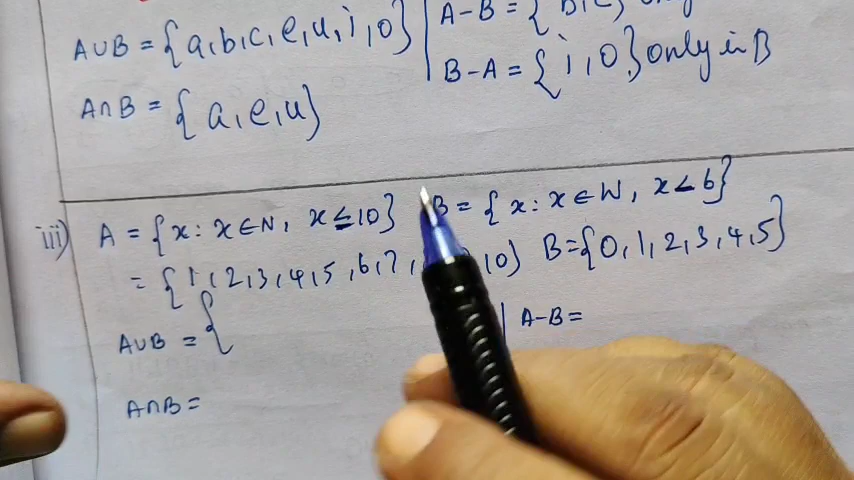 A∪B = {a,b,c,e,u,i,o}
A-B = {b,c} only
B-A = {i,o} only in B
A∩B = {a,e,u}
iii) A = {x: x∈N, x≤10} B = {x: x∈W, x<6}
= {1,2,3,4,5,6,7, ,10} B={0,1,2,3,4,5}
A∪B = {
A-B =
A∩B =